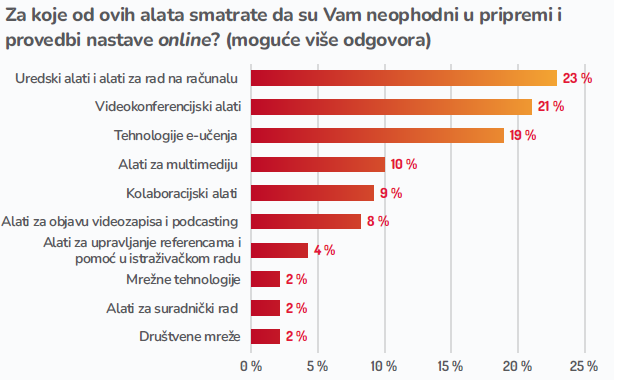 Za koje od ovih alata smatrate da su Vam neophodni u pripremi i
provedbi nastave online? (moguće više odgovora)
Uredski alati i alati za rad na računalu 23 %
Videokonferencijski alati 21 %
Tehnologije e-učenja 19 %
Alati za multimediju 10 %
Kolaboracijski alati 9 %
Alati za objavu videozapisa i podcasting 8 %
Alati za upravljanje referencama i
pomoć u istraživačkom radu 4 %
Mrežne tehnologije 2 %
Alati za suradnički rad 2 %
Društvene mreže 2 %
0 % 5 % 10 % 15 % 20 % 25 %